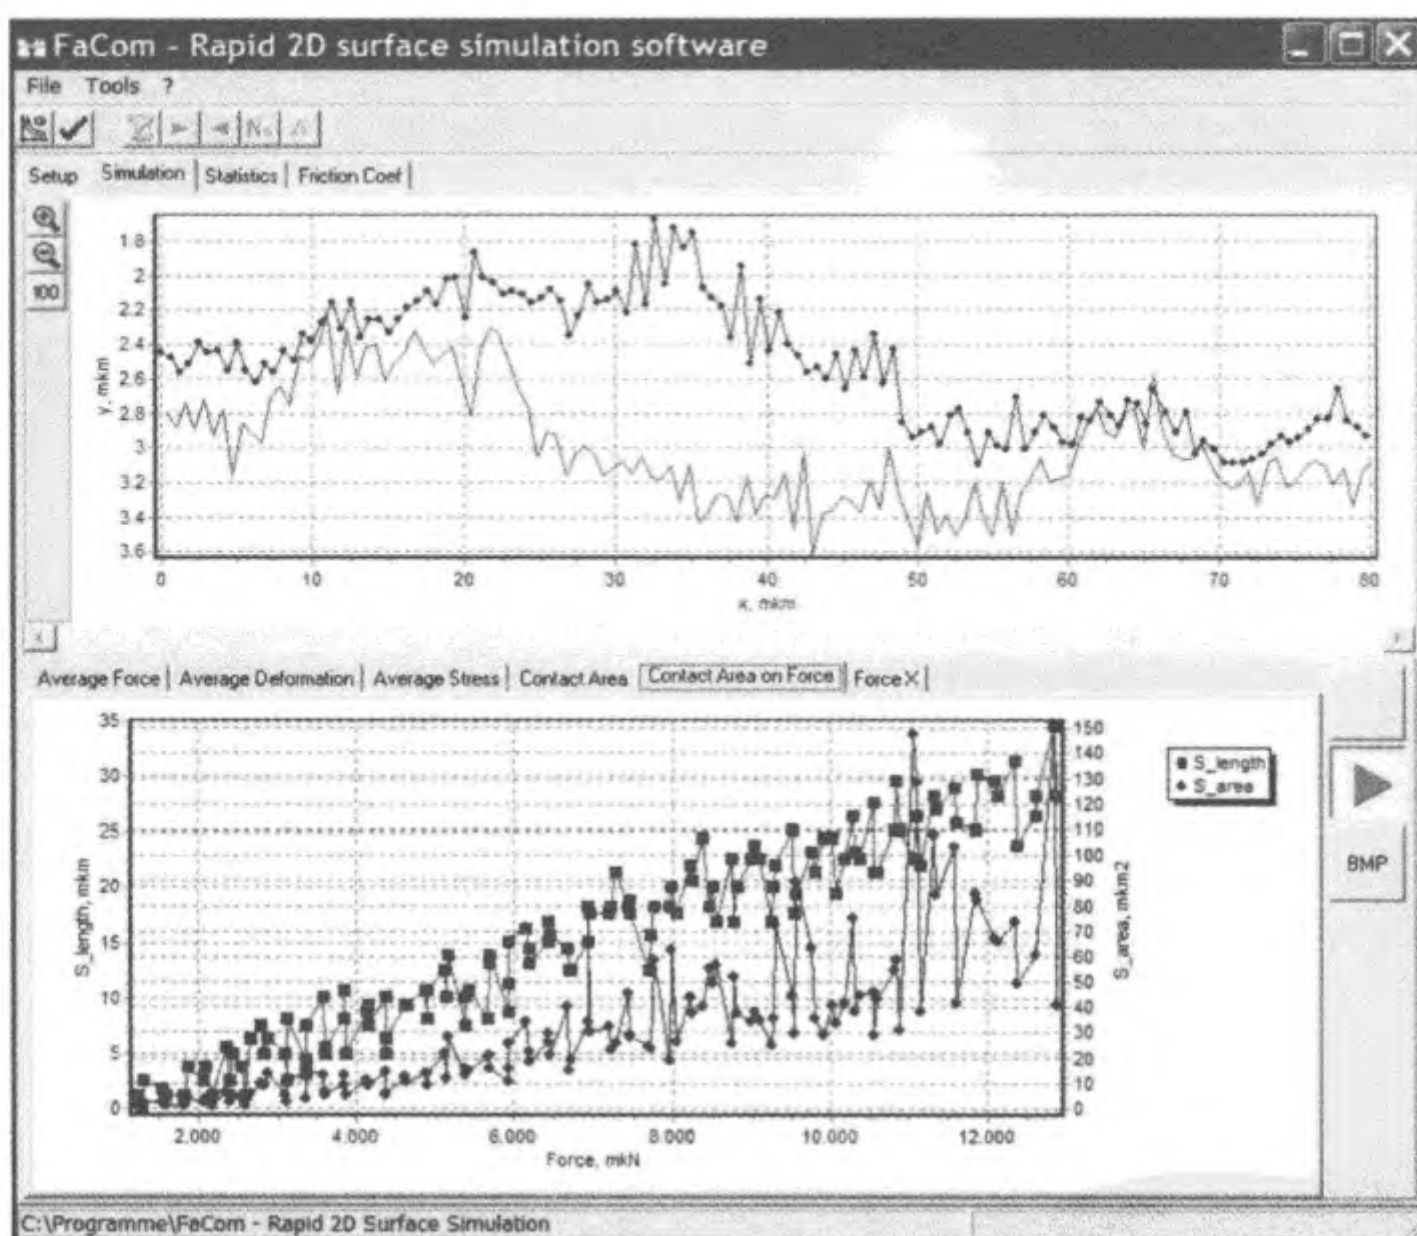 FaCom - Rapid 2D surface simulation software
File Tools ?
Setup Simulation Statistics Friction Coef
100
1.8
2
2.2
2.4
2.6
2.8
3
3.2
3.4
3.6
y, mkm
0 10 20 30 40 50 60 70 80
x, mkm
Average Force Average Deformation Average Stress Contact Area Contact Area on Force Force X
35
30
25
20
15
10
5
0
S_length, mkm
150
140
130
120
110
100
90
80
70
60
50
40
30
20
10
0
S_area, mkm2
2.000 4.000 6.000 8.000 10.000 12.000
Force, mkN
S_length
S_area
BMP
C:\Programme\FaCom - Rapid 2D Surface Simulation